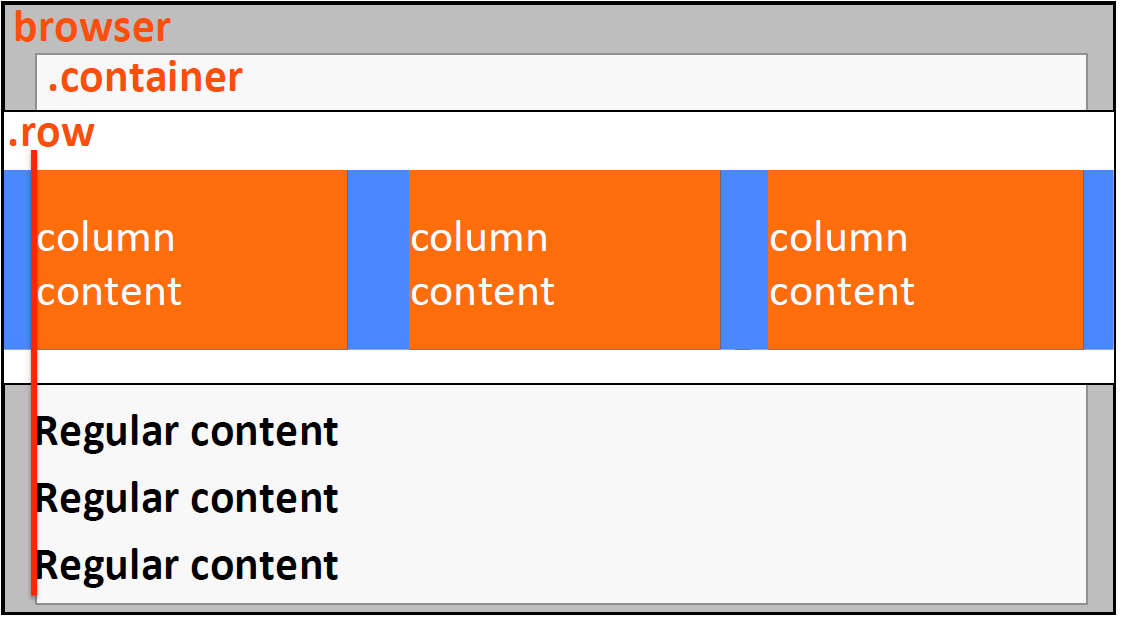 browser
.container
.row
column
content
column
content
column
content
Regular content
Regular content
Regular content